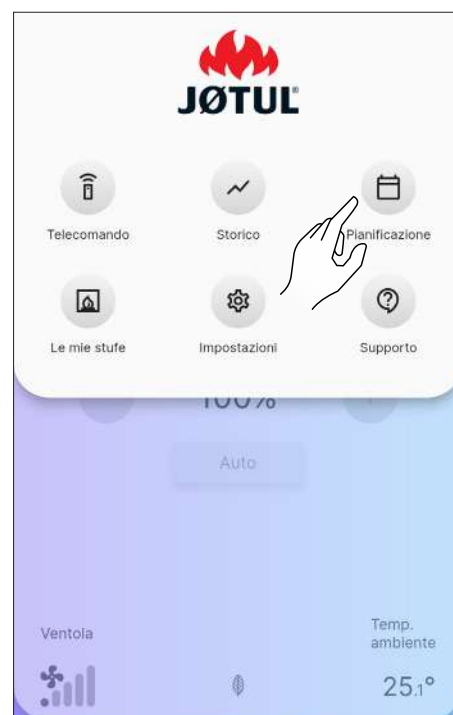 JØTUL
Telecomando
Storico
Pianificazione
Le mie stufe
Impostazioni
Supporto
100%
Auto
Ventola
Temp.
ambiente
25.1°